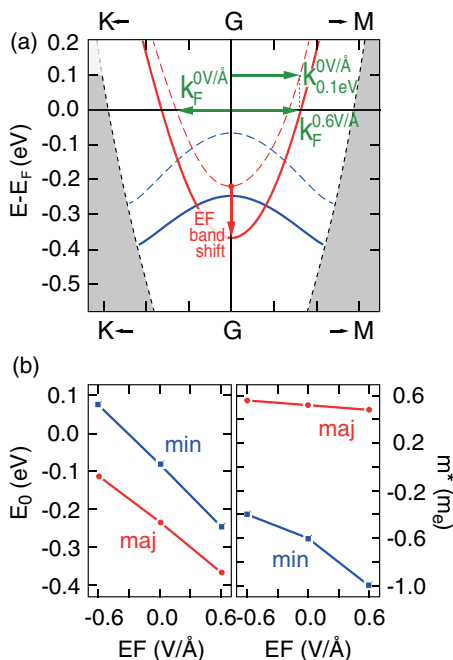 (a)
K← G →M
0.2
0.1
0.0
-0.1
-0.2
-0.3
-0.4
-0.5
E-E_F (eV)
k_F^{0V/Å}
k_{0.1eV}^{0V/Å}
k_F^{0.6V/Å}
EF
band
shift
K← G →M
(b)
0.1
0.0
-0.1
-0.2
-0.3
-0.4
E_0 (eV)
min
maj
-0.6 0.0 0.6
EF (V/Å)
maj
min
0.6
0.2
-0.2
-0.6
-1.0
m* (m_e)
-0.6 0.0 0.6
EF (V/Å)